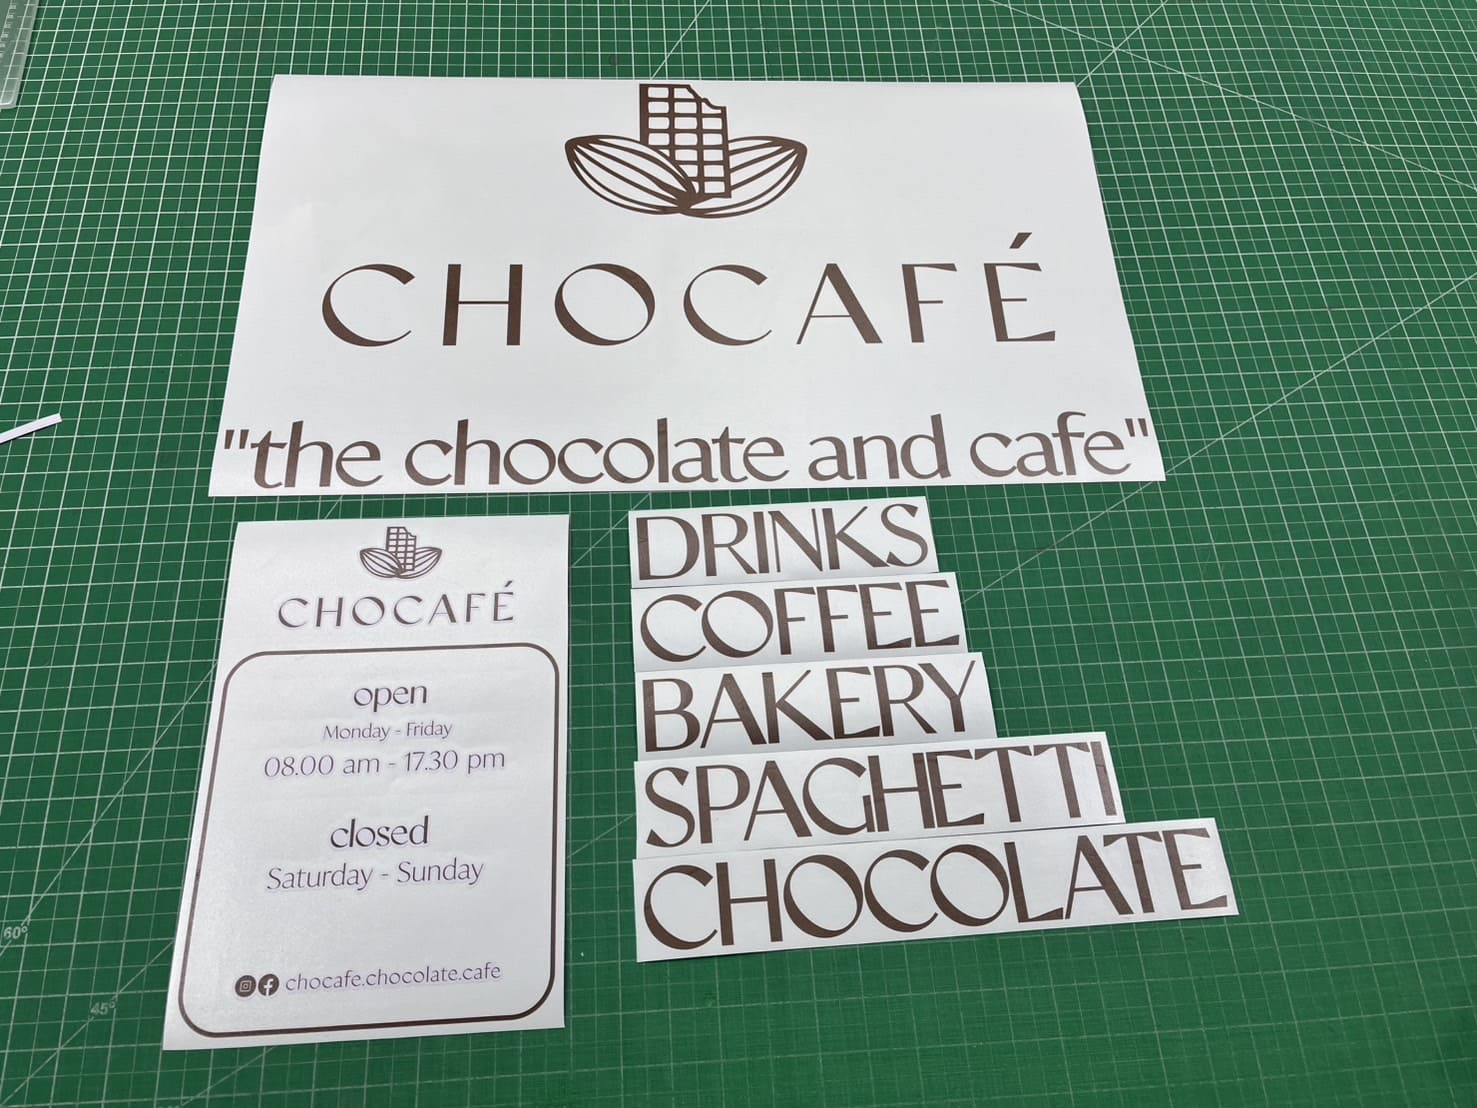 CHOCAFÉ
"the chocolate and cafe"
CHOCAFÉ
open
Monday - Friday
08.00 am - 17.30 pm
closed
Saturday - Sunday
chocafe.chocolate.cafe
DRINKS
COFFEE
BAKERY
SPAGHETTI
CHOCOLATE
60°
45°